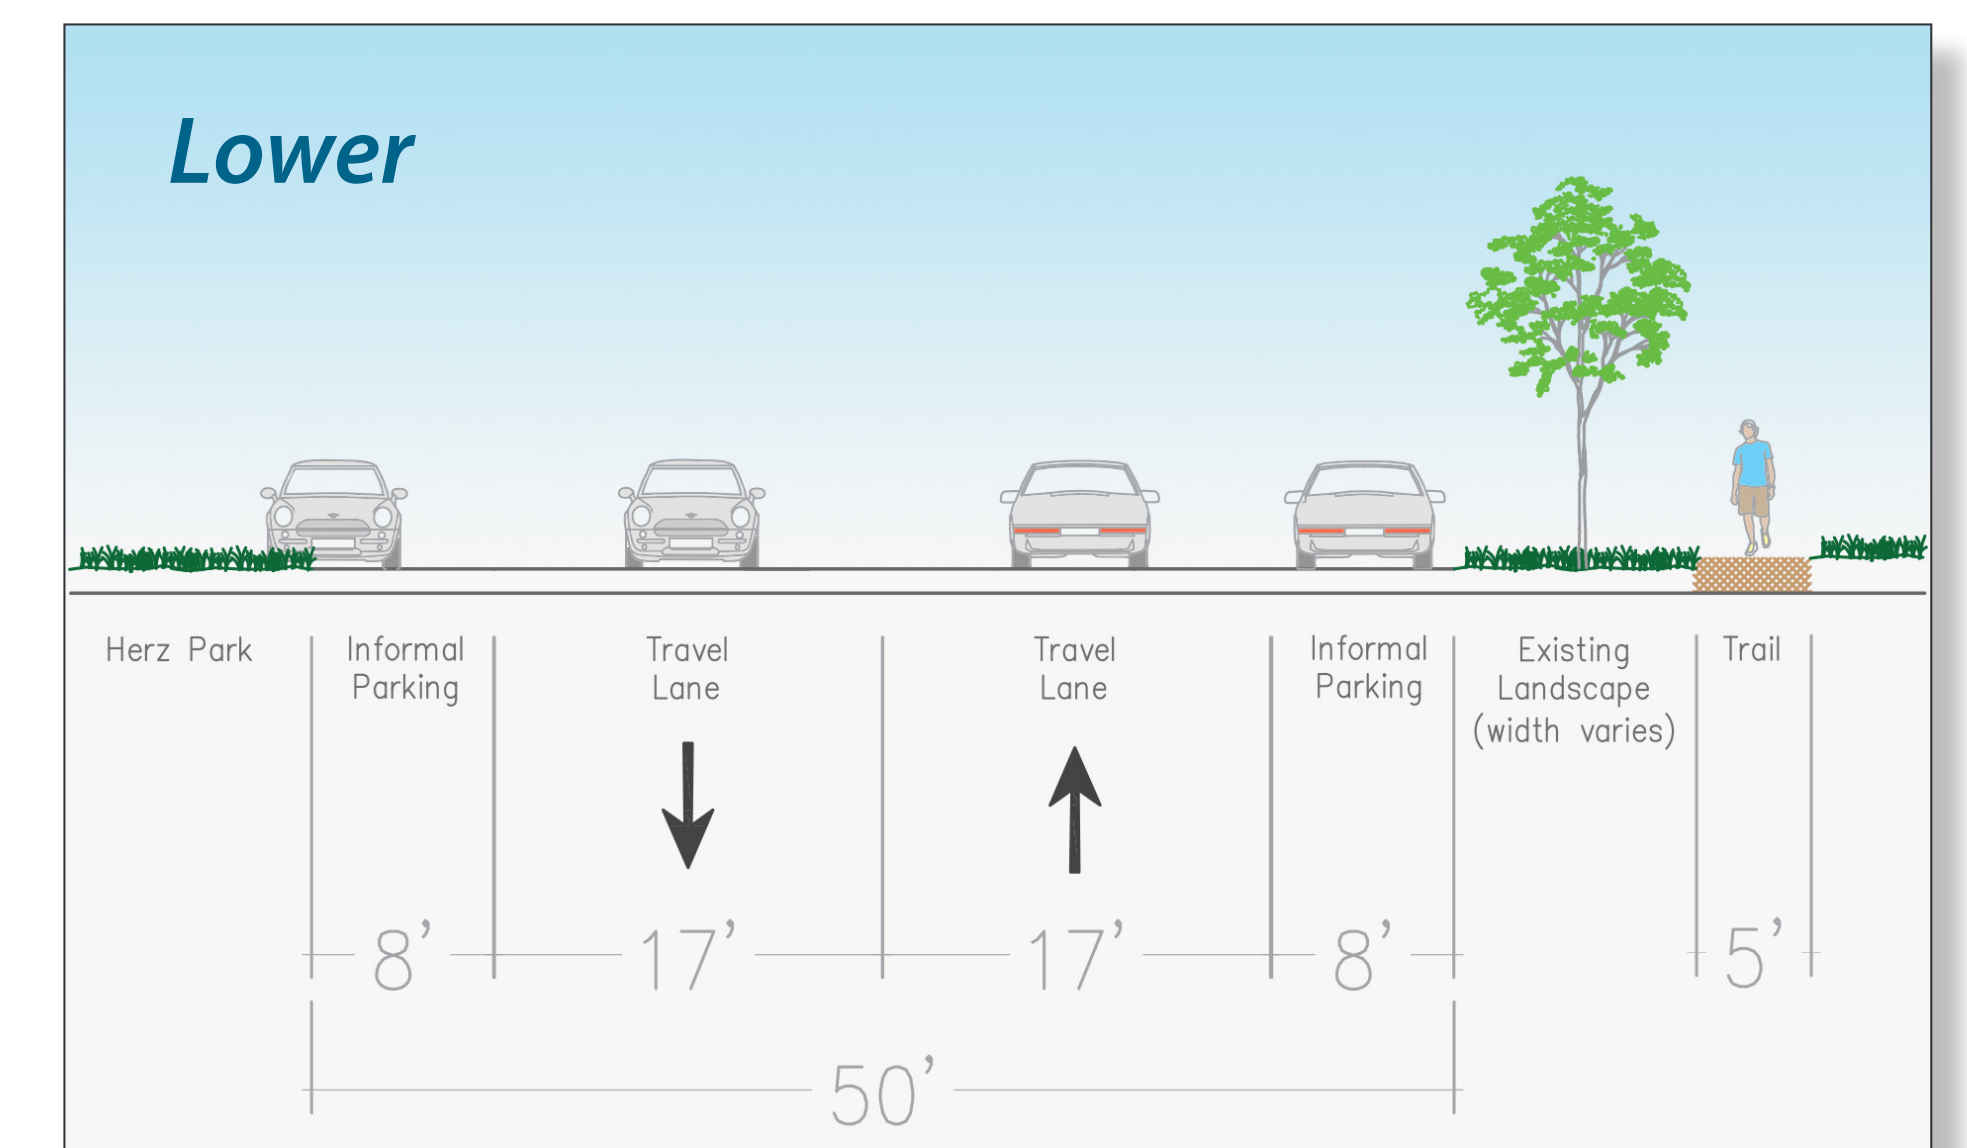 Lower
Herz Park
Informal
Parking
Travel
Lane
Travel
Lane
Informal
Parking
Existing
Landscape
(width varies)
Trail
8’
17’
17’
8’
5’
50’